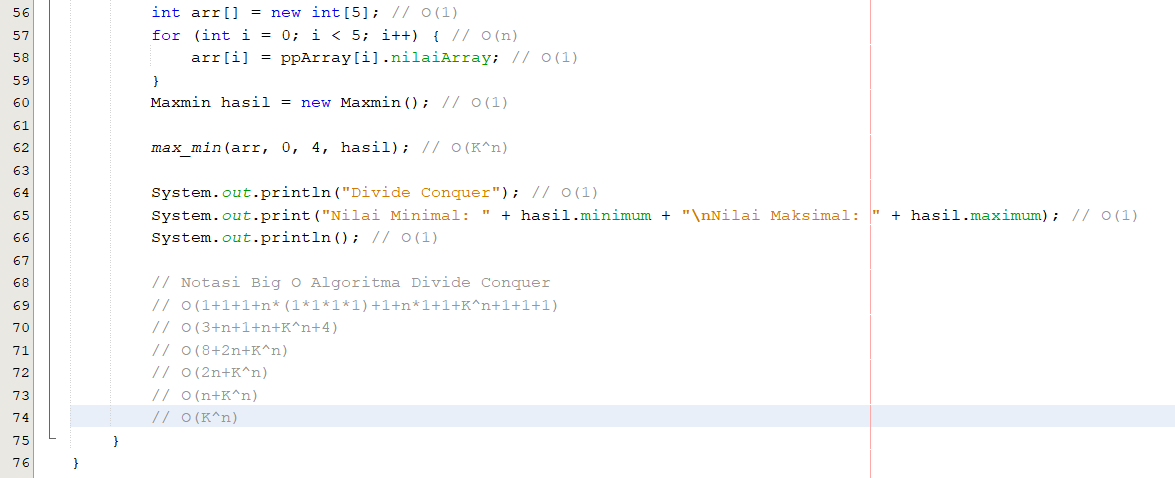 56 int arr[] = new int[5]; // O(1)
57 for (int i = 0; i < 5; i++) { // O(n)
58 arr[i] = ppArray[i].nilaiArray; // O(1)
59 }
60 Maxmin hasil = new Maxmin(); // O(1)
61
62 max_min(arr, 0, 4, hasil); // O(K^n)
63
64 System.out.println("Divide Conquer"); // O(1)
65 System.out.print("Nilai Minimal: " + hasil.minimum + "\nNilai Maksimal: " + hasil.maximum); // O(1)
66 System.out.println(); // O(1)
67
68 // Notasi Big O Algoritma Divide Conquer
69 // O(1+1+1+n*(1*1*1*1)+1+n*1+1+K^n+1+1+1)
70 // O(3+n+1+n+K^n+4)
71 // O(8+2n+K^n)
72 // O(2n+K^n)
73 // O(n+K^n)
74 // O(K^n)
75 }
76 }